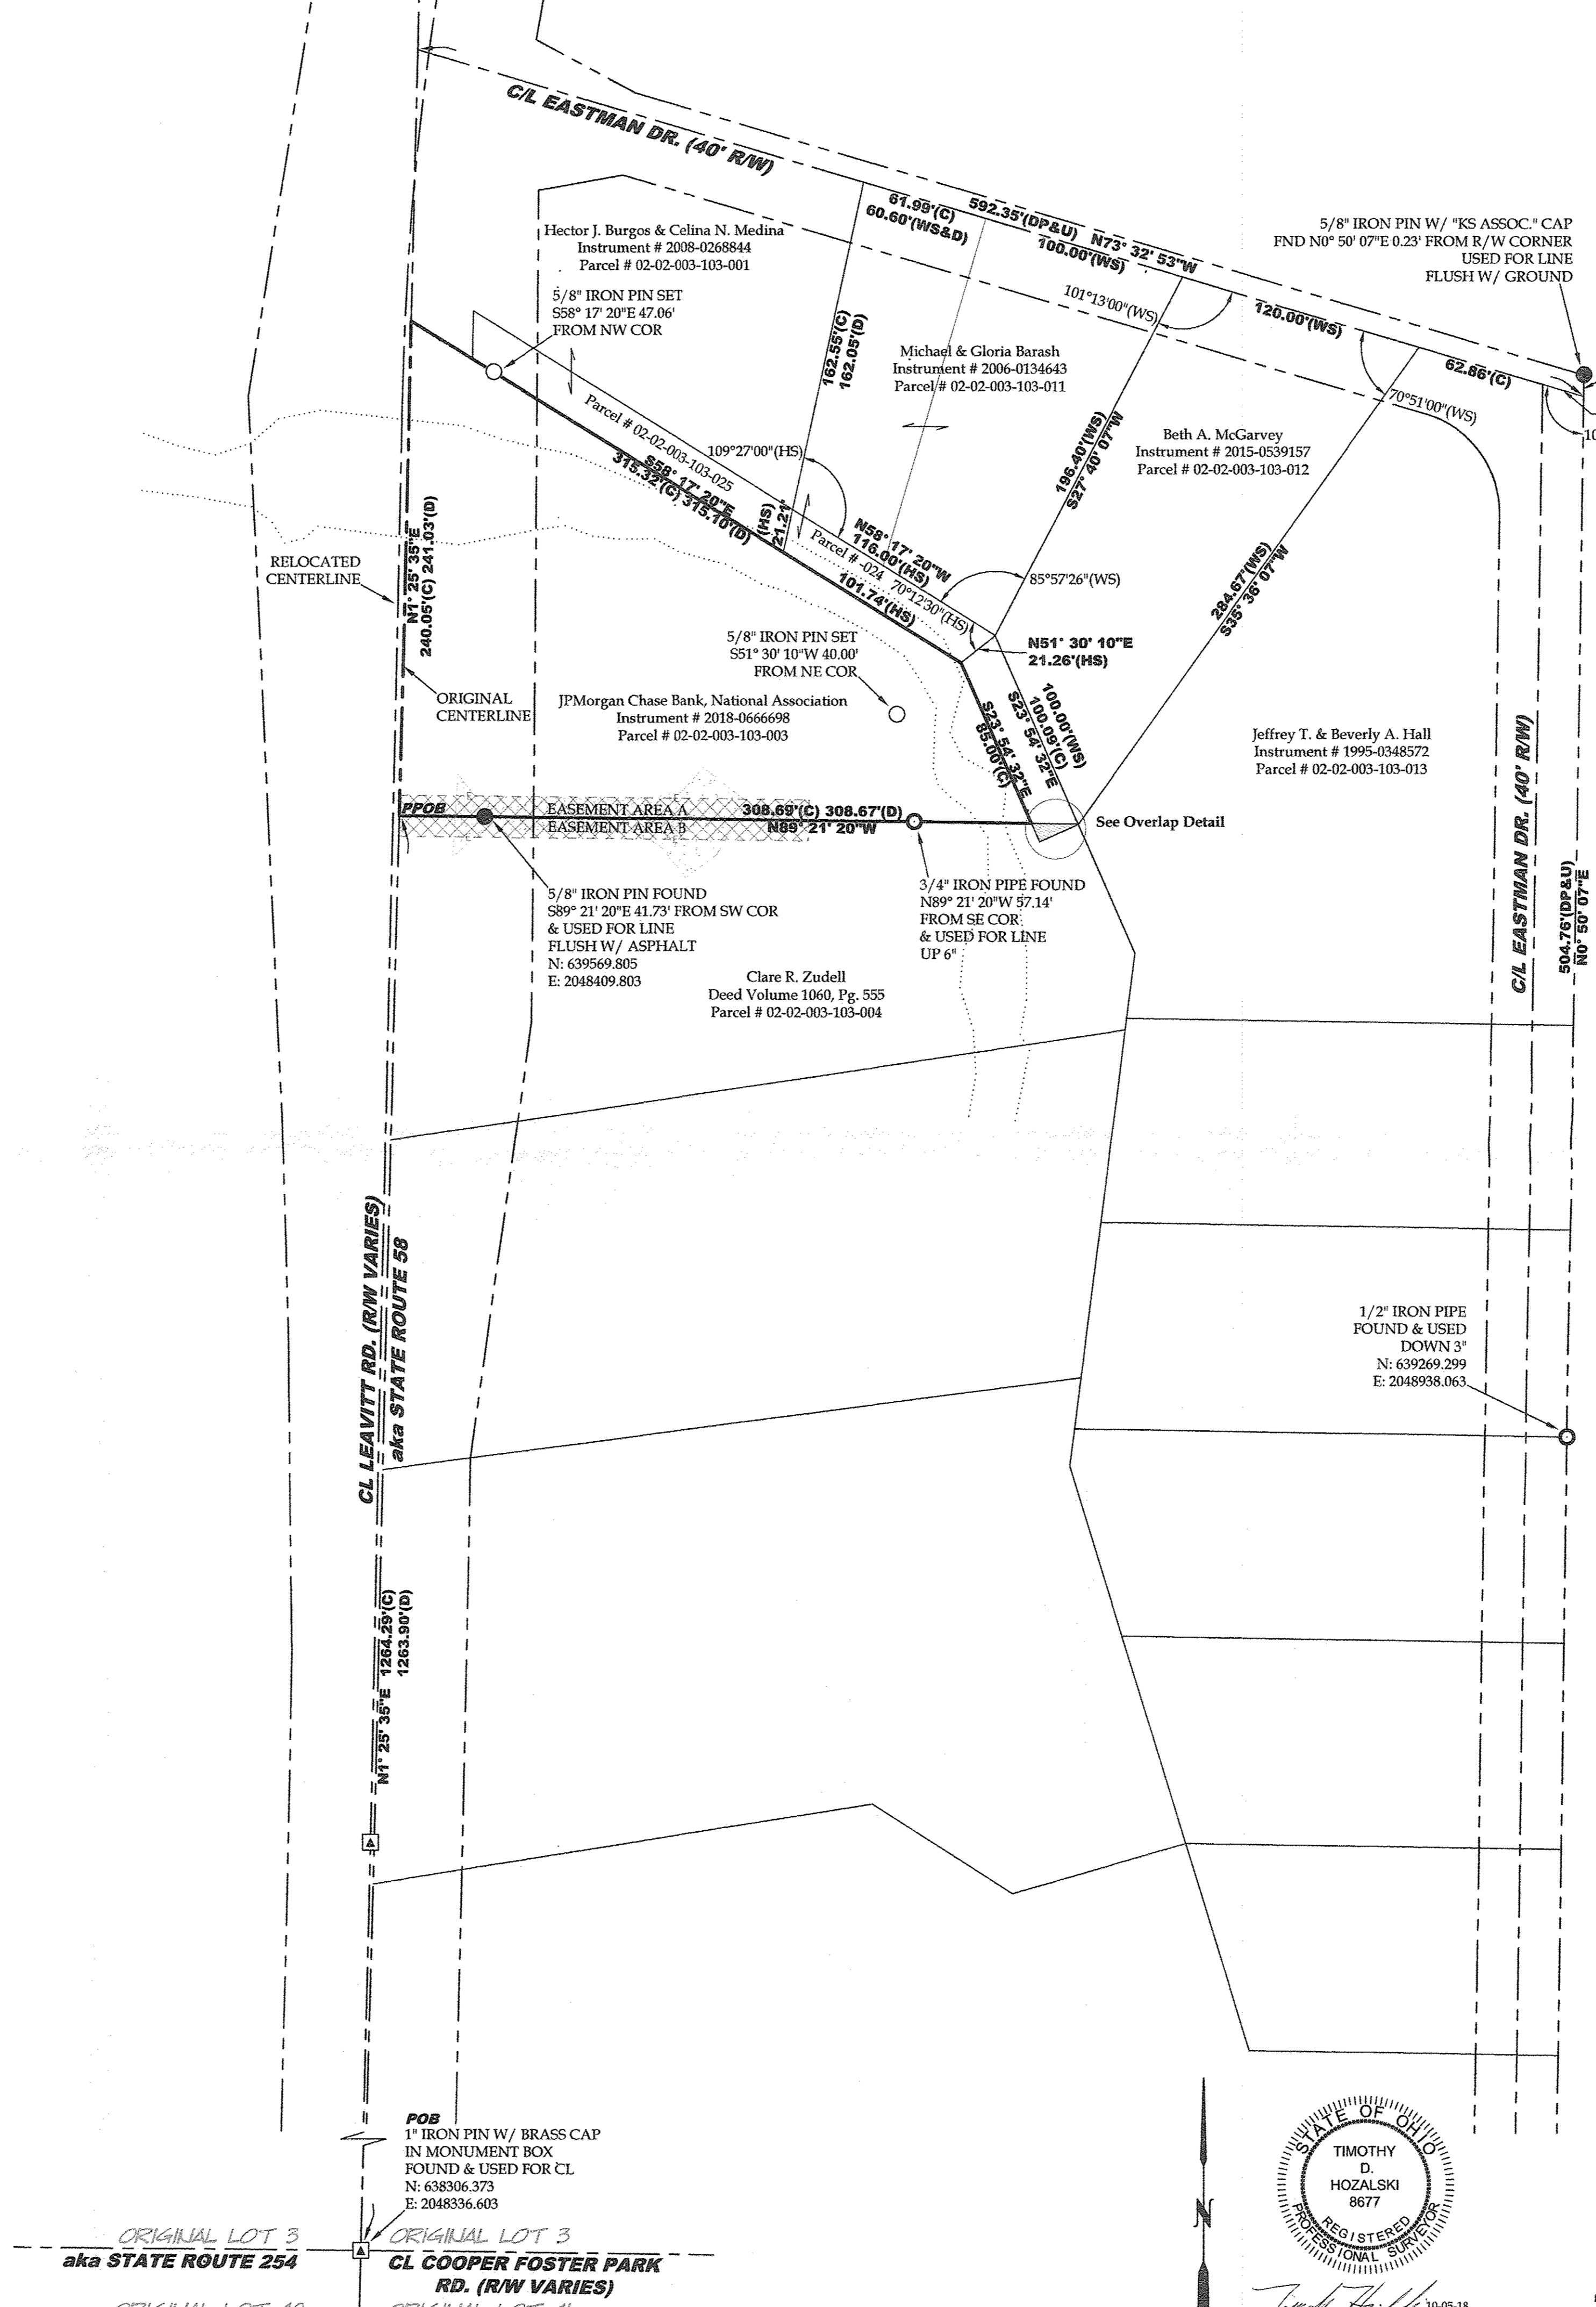 C/L EASTMAN DR. (40' R/W)
61.99'(C)
60.60'(WS&D)
592.35'(DP&U) N73° 32' 53"W
100.00'(WS)
101°13'00"(WS)
120.00'(WS)
62.86'(C)
70°51'00"(WS)
10
5/8" IRON PIN W/ "KS ASSOC." CAP
FND N0° 50' 07"E 0.23' FROM R/W CORNER
USED FOR LINE
FLUSH W/ GROUND
Hector J. Burgos & Celina N. Medina
Instrument # 2008-0268844
Parcel # 02-02-003-103-001
5/8" IRON PIN SET
S58° 17' 20"E 47.06'
FROM NW COR
162.55'(C)
162.05'(D)
Michael & Gloria Barash
Instrument # 2006-0134643
Parcel # 02-02-003-103-011
Beth A. McGarvey
Instrument # 2015-0539157
Parcel # 02-02-003-103-012
196.40'(WS)
S27° 40' 07"W
284.67'(WS)
S35° 36' 07"W
Parcel # 02-02-003-103-025
109°27'00"(HS)
S58° 17' 20"E
315.32'(C) 315.10'(D)
(HS)
21.21'
N58° 17' 20"W
116.00'(HS)
Parcel # -024
70°12'30"(HS)
101.74'(HS)
85°57'26"(WS)
N51° 30' 10"E
21.26'(HS)
RELOCATED
CENTERLINE
N1° 25' 35"E
240.05'(C) 241.03'(D)
ORIGINAL
CENTERLINE
5/8" IRON PIN SET
S51° 30' 10"W 40.00'
FROM NE COR
JPMorgan Chase Bank, National Association
Instrument # 2018-0666698
Parcel # 02-02-003-103-003
100.00'(WS)
100.09'(C)
S23° 54' 32"E
S23° 54' 32"E
85.00'(C)
Jeffrey T. & Beverly A. Hall
Instrument # 1995-0348572
Parcel # 02-02-003-103-013
PPOB
EASEMENT AREA A
EASEMENT AREA B
308.69'(C) 308.67'(D)
N89° 21' 20"W
See Overlap Detail
5/8" IRON PIN FOUND
S89° 21' 20"E 41.73' FROM SW COR
& USED FOR LINE
FLUSH W/ ASPHALT
N: 639569.805
E: 2048409.803
3/4" IRON PIPE FOUND
N89° 21' 20"W 57.14'
FROM SE COR
& USED FOR LINE
UP 6"
Clare R. Zudell
Deed Volume 1060, Pg. 555
Parcel # 02-02-003-103-004
C/L EASTMAN DR. (40' R/W)
504.76'(DP&U)
N0° 50' 07"E
CL LEAVITT RD. (R/W VARIES)
aka STATE ROUTE 58
1/2" IRON PIPE
FOUND & USED
DOWN 3"
N: 639269.299
E: 2048938.063
N1° 25' 35"E 1264.29'(C)
1263.90'(D)
POB
1" IRON PIN W/ BRASS CAP
IN MONUMENT BOX
FOUND & USED FOR CL
N: 638306.373
E: 2048336.603
ORIGINAL LOT 3
ORIGINAL LOT 3
aka STATE ROUTE 254
CL COOPER FOSTER PARK
RD. (R/W VARIES)
N
STATE OF OHIO
TIMOTHY
D.
HOZALSKI
8677
REGISTERED
PROFESSIONAL SURVEYOR
10-05-18